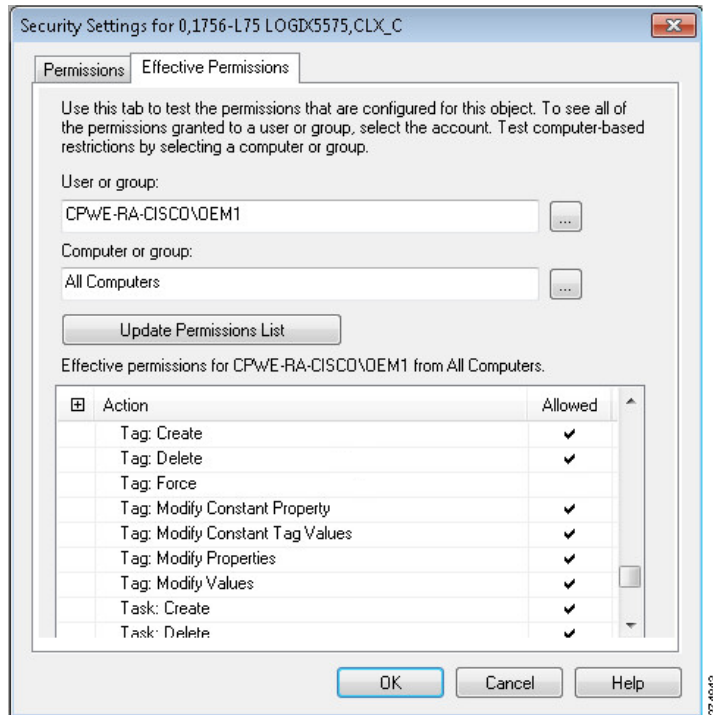 Security Settings for 0,1756-L75 LOGIX5575,CLX_C
Permissions Effective Permissions
Use this tab to test the permissions that are configured for this object. To see all of
the permissions granted to a user or group, select the account. Test computer-based
restrictions by selecting a computer or group.
User or group:
CPWE-RA-CISCO\OEM1
...
Computer or group:
All Computers
...
Update Permissions List
Effective permissions for CPWE-RA-CISCO\OEM1 from All Computers.
Action Allowed
Tag: Create
Tag: Delete
Tag: Force
Tag: Modify Constant Property
Tag: Modify Constant Tag Values
Tag: Modify Properties
Tag: Modify Values
Task: Create
Task: Delete
OK Cancel Help